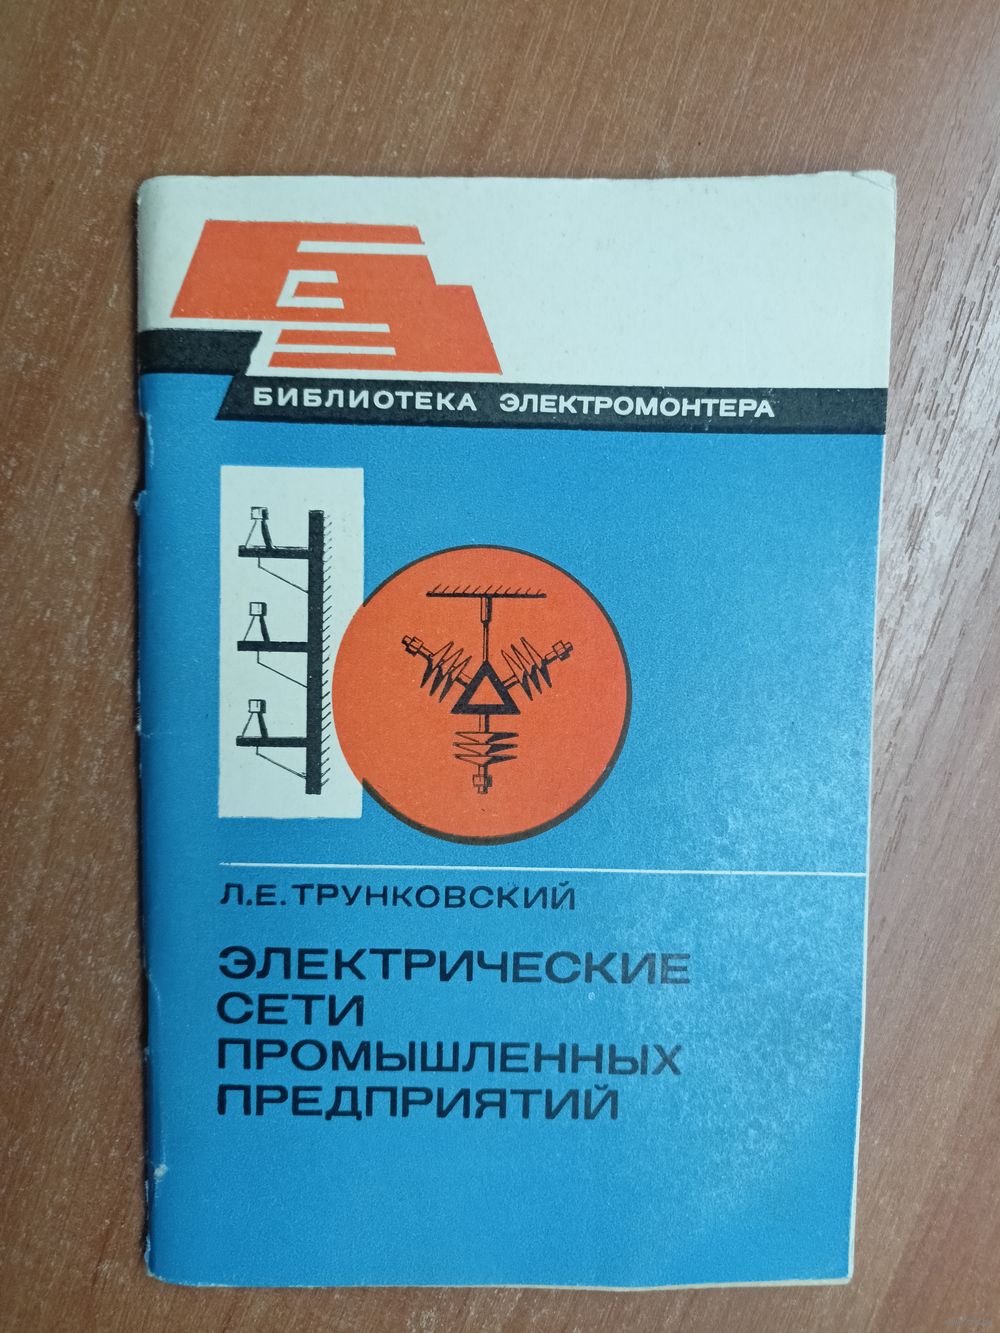 БИБЛИОТЕКА ЭЛЕКТРОМОНТЕРА
Л.Е.ТРУНКОВСКИЙ
ЭЛЕКТРИЧЕСКИЕ
СЕТИ
ПРОМЫШЛЕННЫХ
ПРЕДПРИЯТИЙ